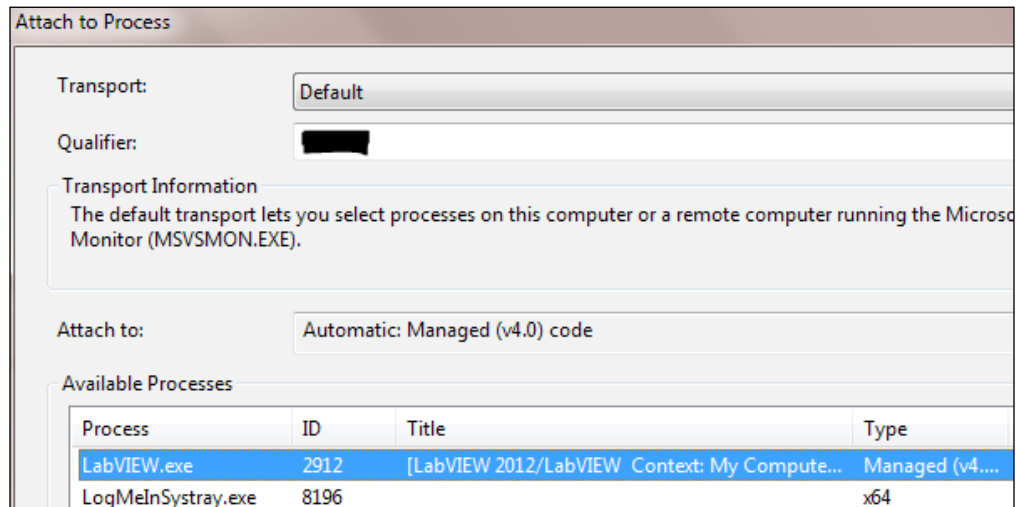 Attach to Process
Transport:
Default
Qualifier:
Transport Information
The default transport lets you select processes on this computer or a remote computer running the
Monitor (MSVSMON.EXE).
Attach to:
Automatic: Managed (v4.0) code
Available Processes
Process ID Title Type
LabVIEW.exe 2912 [LabVIEW 2012/LabVIEW Context: My Compute... Managed (v4....
LogMeInSystray.exe 8196 x64